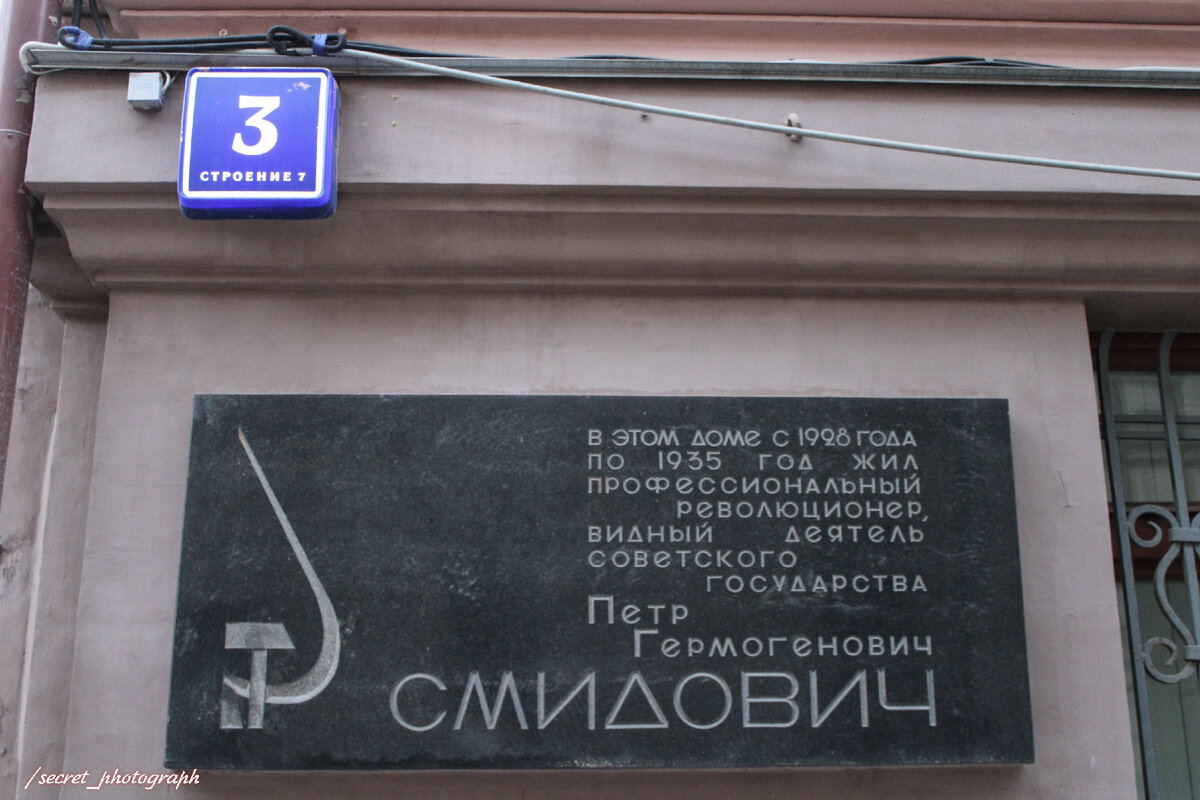 3
СТРОЕНИЕ 7
В ЭТОМ ДОМЕ С 1928 ГОДА
ПО 1935 ГОД ЖИЛ
ПРОФЕССИОНАЛЬНЫЙ
РЕВОЛЮЦИОНЕР,
ВИДНЫЙ ДЕЯТЕЛЬ
СОВЕТСКОГО
ГОСУДАРСТВА
ПЕТР
ГЕРМОГЕНОВИЧ
СМИДОВИЧ
/secret_photograph